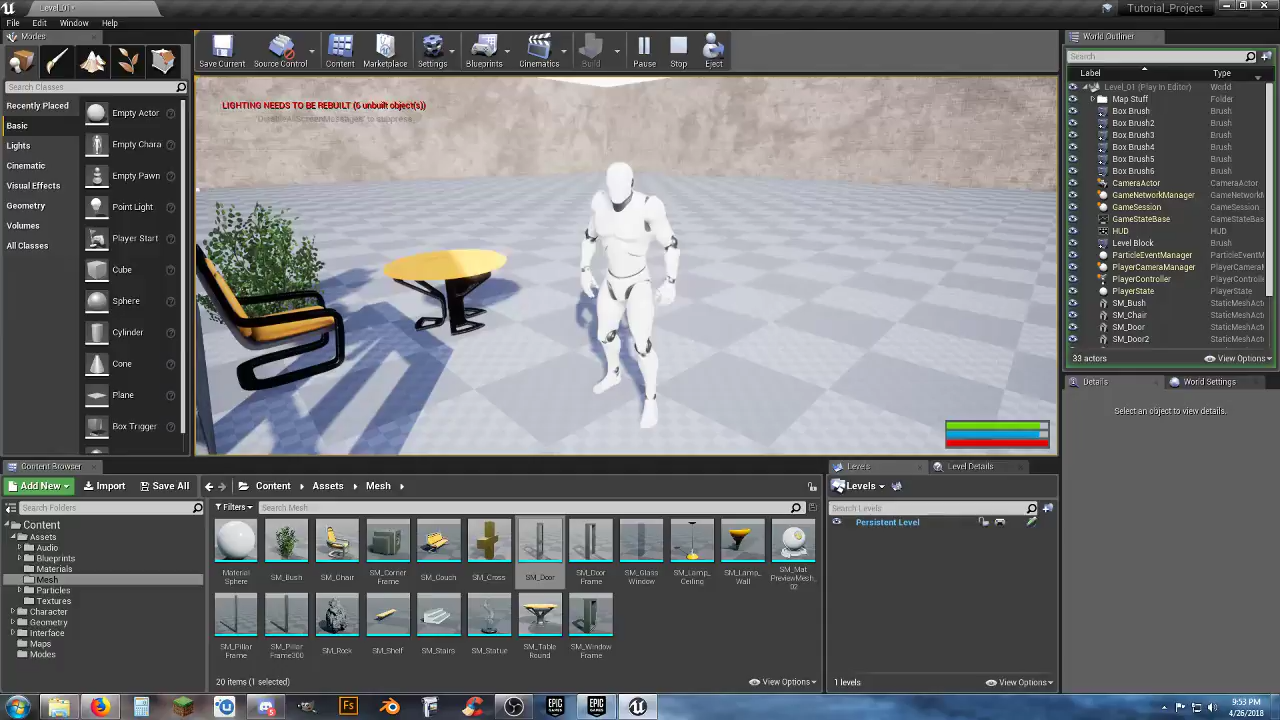 Level_01*
Tutorial_Project
File Edit Window Help
Modes
Search Classes
Recently Placed
Basic
Lights
Cinematic
Visual Effects
Geometry
Volumes
All Classes
Empty Actor
Empty Chara
Empty Pawn
Point Light
Player Start
Cube
Sphere
Cylinder
Cone
Plane
Box Trigger
Save Current Source Control Content Marketplace Settings Blueprints Cinematics Build Pause Stop Eject
LIGHTING NEEDS TO BE REBUILT (6 unbuilt object(s))
'DisableAllScreenMessages' to suppress
World Outliner
Search
Label Type
Level_01 (Play In Editor) World
Map Stuff Folder
Box Brush Brush
Box Brush2 Brush
Box Brush3 Brush
Box Brush4 Brush
Box Brush5 Brush
Box Brush6 Brush
CameraActor CameraActor
GameNetworkManager GameNetworkM
GameSession GameSession
GameStateBase GameStateBase
HUD HUD
Level Block Brush
ParticleEventManager ParticleEventM
PlayerCameraManager PlayerCameraM
PlayerController PlayerController
PlayerState PlayerState
SM_Bush StaticMeshActo
SM_Chair StaticMeshActo
SM_Door StaticMeshActo
SM_Door2 StaticMeshActo
33 actors View Options
Details World Settings
Select an object to view details.
Content Browser
Add New Import Save All Content Assets Mesh
Search Folders
Filters Search Mesh
Content
Assets
Audio
Blueprints
Materials
Mesh
Particles
Textures
Character
Geometry
Interface
Maps
Modes
Material Sphere
SM_Bush
SM_Chair
SM_Corner Frame
SM_Couch
SM_Cross
SM_Door
SM_Door Frame
SM_Glass Window
SM_Lamp_ Ceiling
SM_Lamp_ Wall
SM_Mat PreviewMesh_ 02
SM_Pillar Frame
SM_Pillar Frame300
SM_Rock
SM_Shelf
SM_Stairs
SM_Statue
SM_Table Round
SM_Window Frame
20 items (1 selected) View Options
Levels Level Details
Levels
Search Levels
Persistent Level
1 levels View Options
9:53 PM
4/26/2018